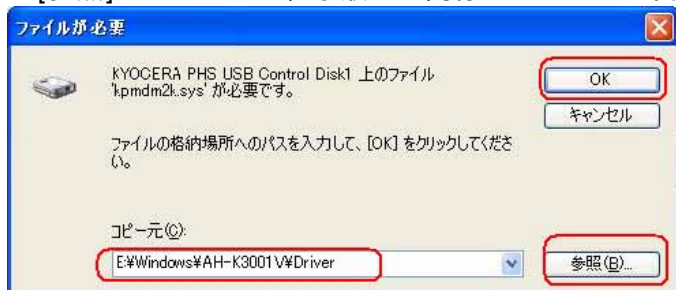 ファイルが必要
KYOCERA PHS USB Control Disk1 上のファイル
'kpmdm2k.sys' が必要です。
OK
キャンセル
ファイルの格納場所へのパスを入力して、[OK] をクリックしてくださ
い。
コピー元(C):
E:¥Windows¥AH-K3001V¥Driver
参照(B)...